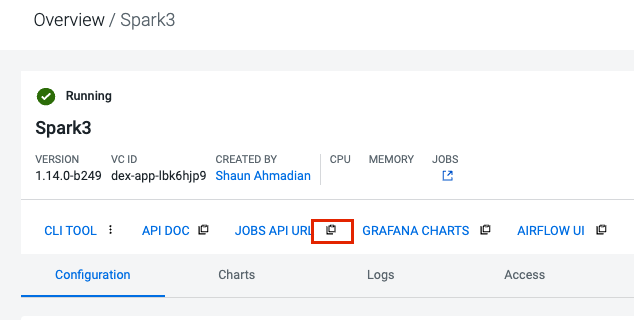 Overview / Spark3
Running
Spark3
VERSION VC ID CREATED BY CPU MEMORY JOBS
1.14.0-b249 dex-app-lbk6hjp9 Shaun Ahmadian
CLI TOOL API DOC JOBS API URL GRAFANA CHARTS AIRFLOW UI
Configuration Charts Logs Access